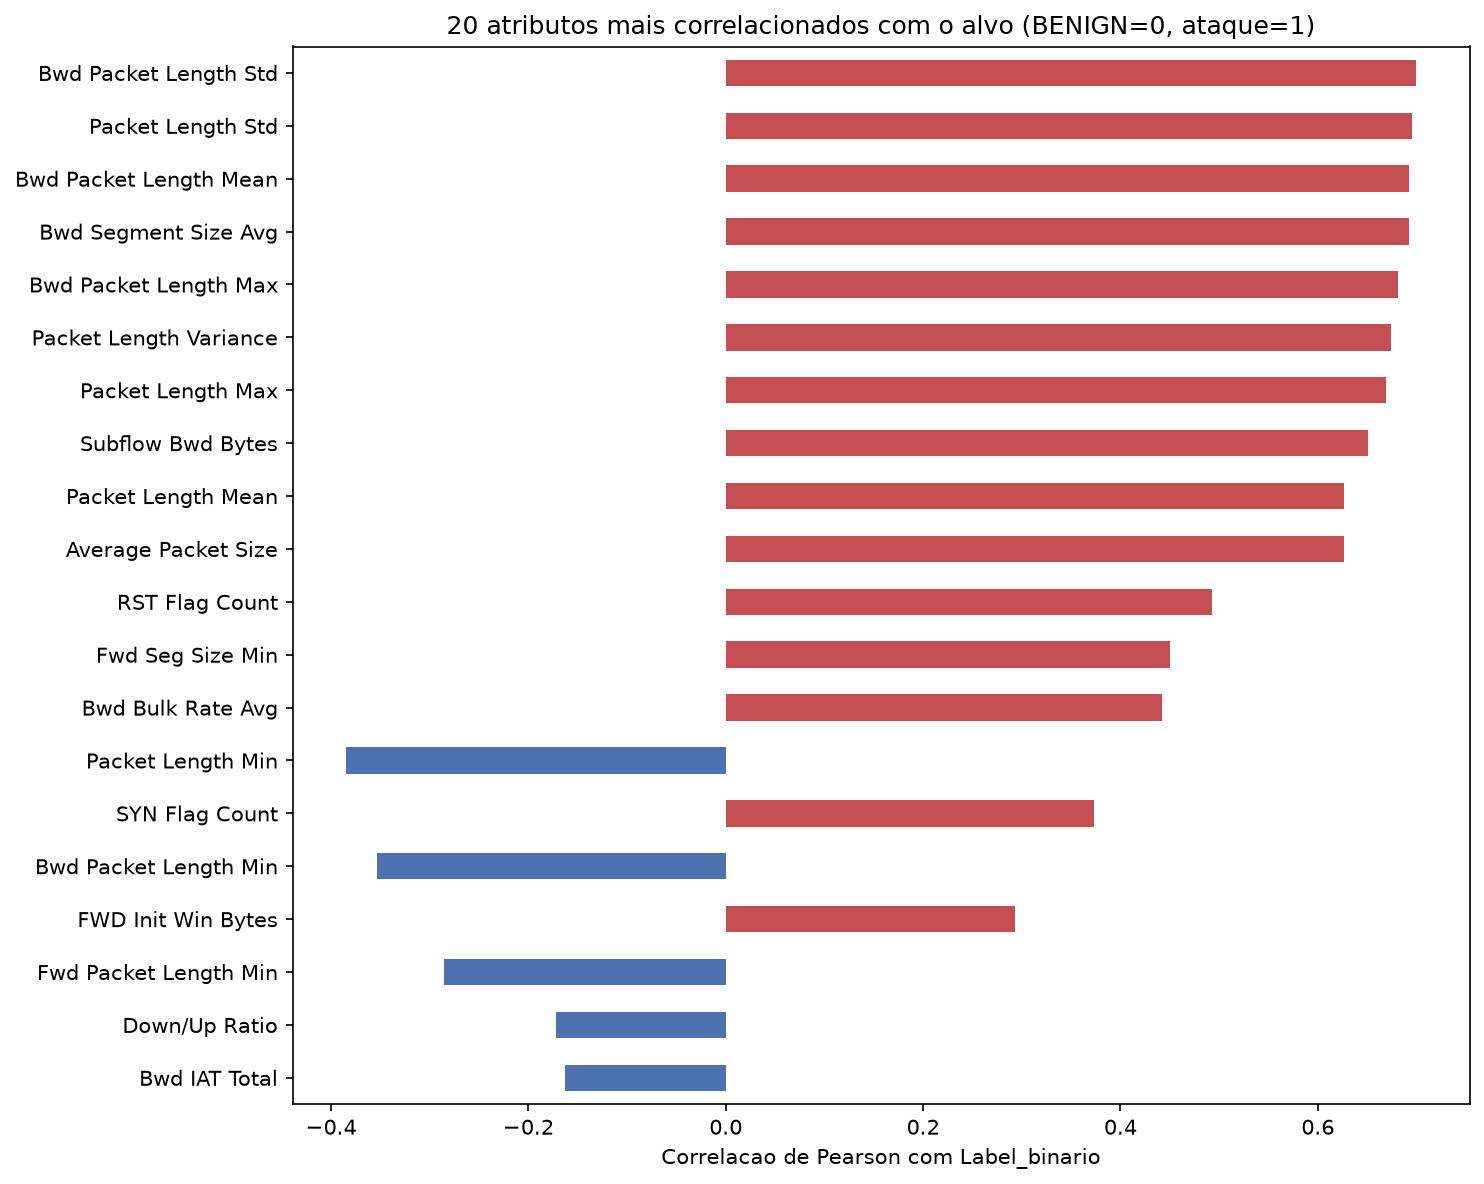 20 atributos mais correlacionados com o alvo (BENIGN=0, ataque=1)
Bwd Packet Length Std
Packet Length Std
Bwd Packet Length Mean
Bwd Segment Size Avg
Bwd Packet Length Max
Packet Length Variance
Packet Length Max
Subflow Bwd Bytes
Packet Length Mean
Average Packet Size
RST Flag Count
Fwd Seg Size Min
Bwd Bulk Rate Avg
Packet Length Min
SYN Flag Count
Bwd Packet Length Min
FWD Init Win Bytes
Fwd Packet Length Min
Down/Up Ratio
Bwd IAT Total
−0.4 −0.2 0.0 0.2 0.4 0.6
Correlacao de Pearson com Label_binario